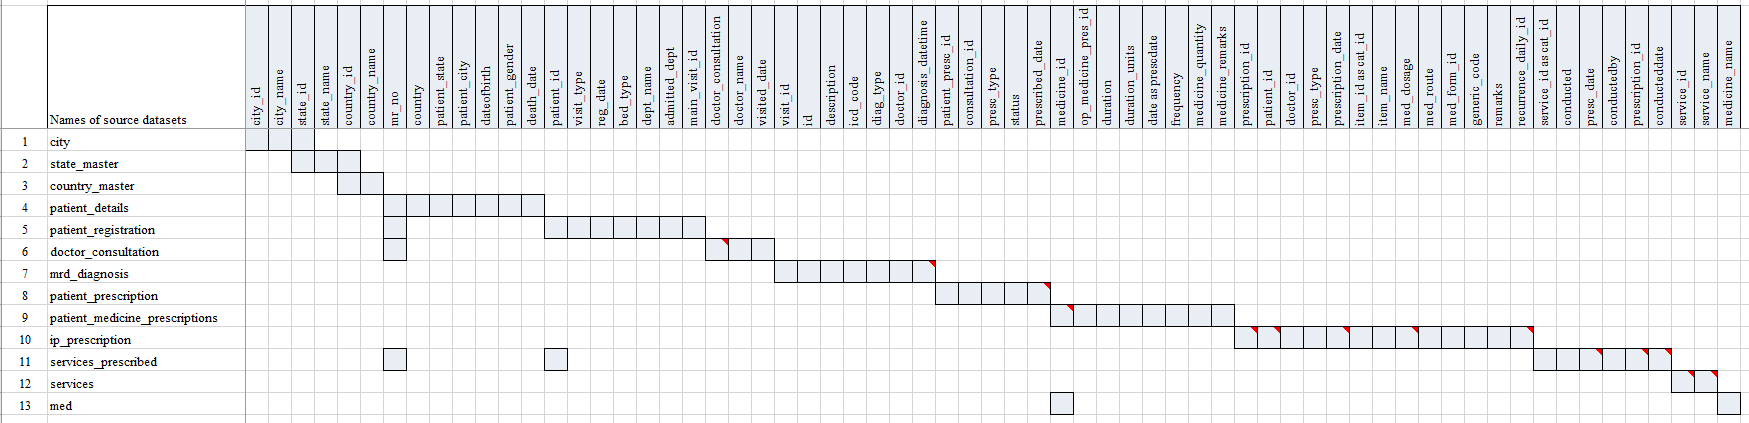 Names of source datasets
city_id
city_name
state_id
state_name
country_id
country_name
mr_no
country
patient_state
patient_city
dateofbirth
patient_gender
death_date
patient_id
visit_type
reg_date
bed_type
dept_name
admitted_dept
main_visit_id
doctor_consultation
doctor_name
visited_date
visit_id
id
description
icd_code
diag_type
doctor_id
diagnosis_datetime
patient_presc_id
consultation_id
presc_type
status
prescribed_date
medicine_id
op_medicine_pres_id
duration
duration_units
date as prescdate
frequency
medicine_quantity
medicine_remarks
prescription_id
patient_id
doctor_id
presc_type
prescription_date
item_id as cat_id
item_name
med_dosage
med_route
med_form_id
generic_code
remarks
recurrence_daily_id
service_id as cat_id
conducted
presc_date
conductedby
prescription_id
conducteddate
service_id
service_name
medicine_name
1 city
2 state_master
3 country_master
4 patient_details
5 patient_registration
6 doctor_consultation
7 mrd_diagnosis
8 patient_prescription
9 patient_medicine_prescriptions
10 ip_prescription
11 services_prescribed
12 services
13 med